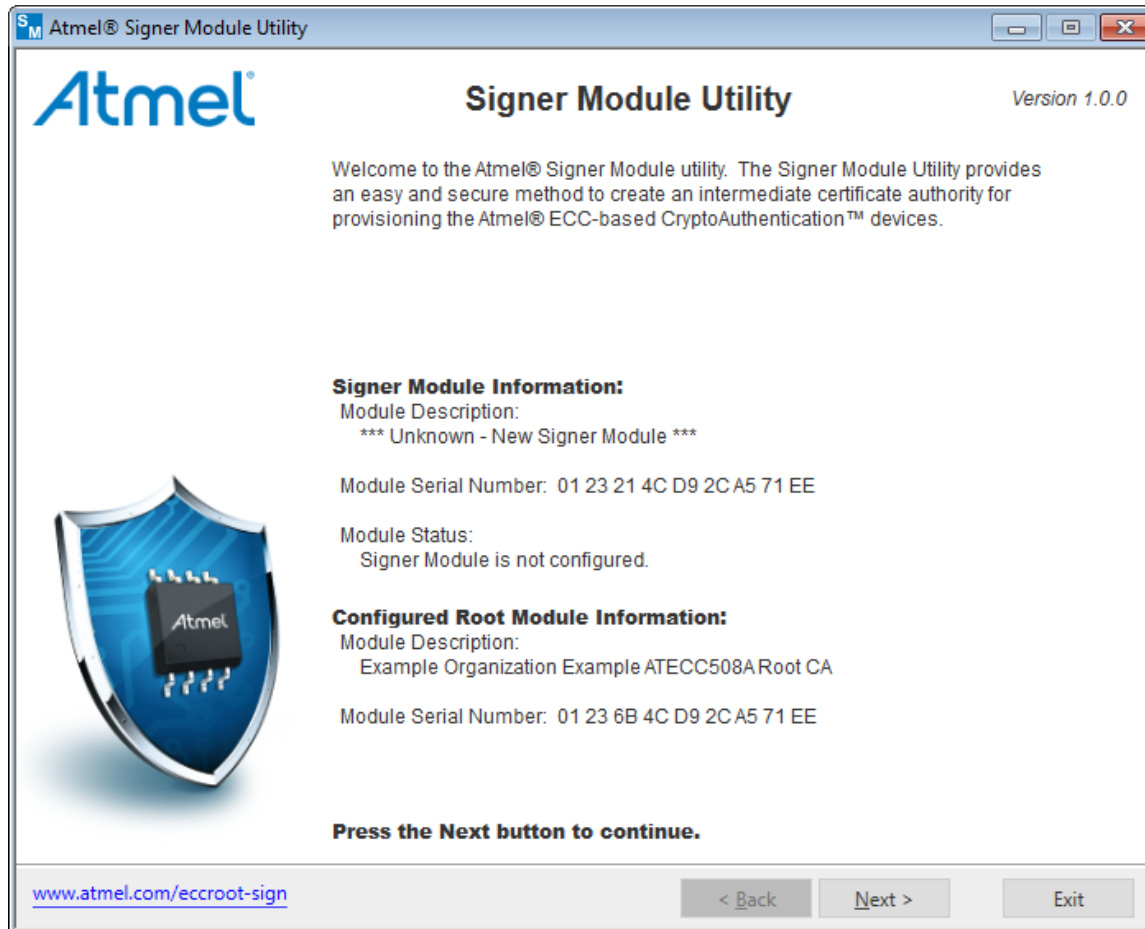 SM Atmel® Signer Module Utility
Atmel®
Signer Module Utility
Version 1.0.0
Welcome to the Atmel® Signer Module utility. The Signer Module Utility provides
an easy and secure method to create an intermediate certificate authority for
provisioning the Atmel® ECC-based CryptoAuthentication™ devices.
Signer Module Information:
Module Description:
*** Unknown - New Signer Module ***
Module Serial Number: 01 23 21 4C D9 2C A5 71 EE
Module Status:
Signer Module is not configured.
Atmel
Configured Root Module Information:
Module Description:
Example Organization Example ATECC508A Root CA
Module Serial Number: 01 23 6B 4C D9 2C A5 71 EE
Press the Next button to continue.
www.atmel.com/eccroot-sign
< Back
Next >
Exit